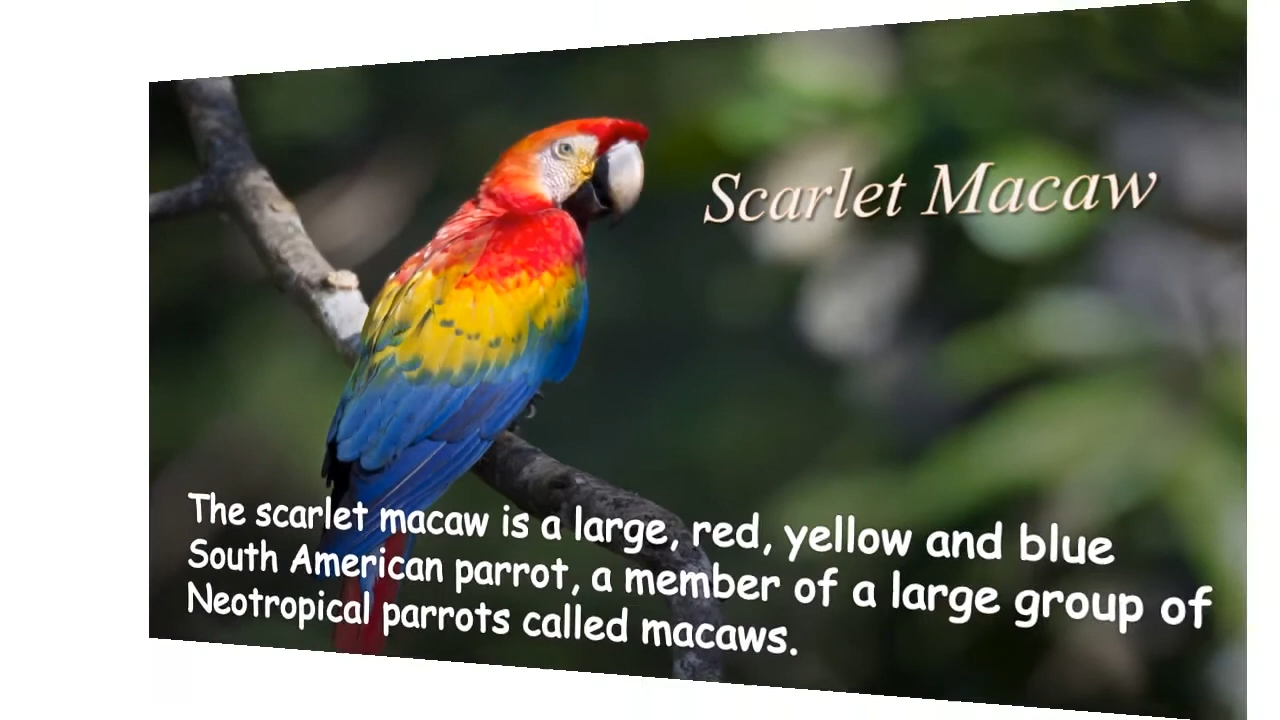 Scarlet Macaw
The scarlet macaw is a large, red, yellow and blue
South American parrot, a member of a large group of
Neotropical parrots called macaws.